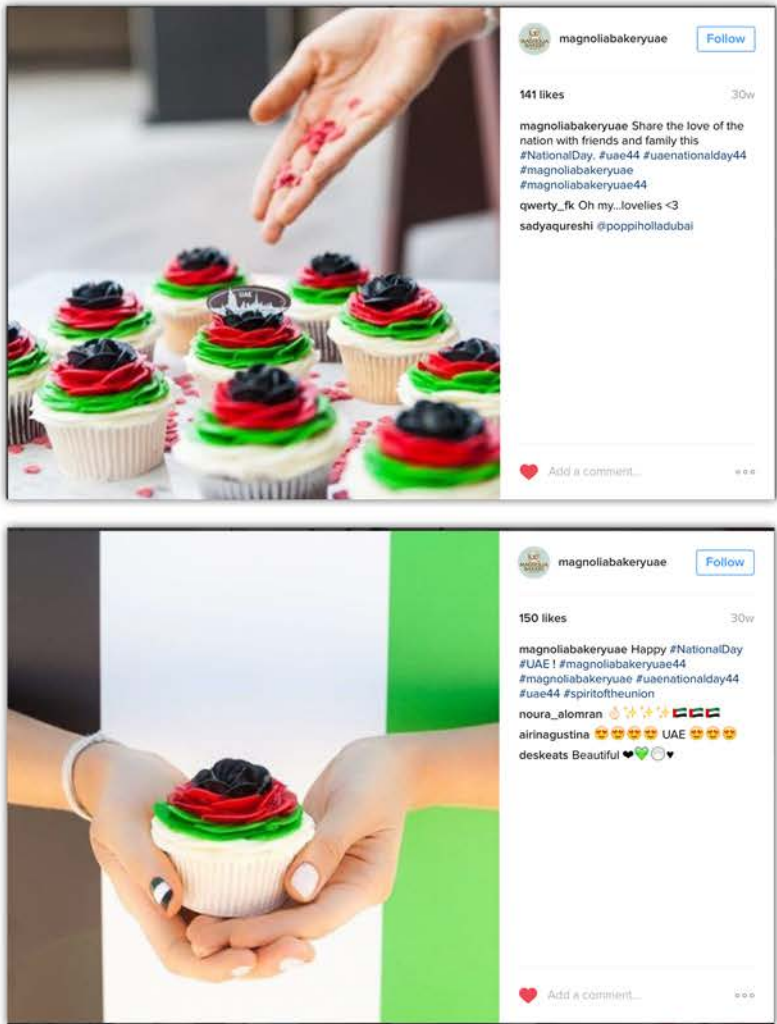 magnoliabakeryuae
Follow
141 likes
30w
magnoliabakeryuae Share the love of the
nation with friends and family this
#NationalDay. #uae44 #uaenationalday44
#magnoliabakeryuae
#magnoliabakeryuae44
qwerty_fk Oh my...lovelies <3
sadyaqureshi @poppiholladubai
Add a comment...
UAE
magnoliabakeryuae
Follow
150 likes
30w
magnoliabakeryuae Happy #NationalDay
#UAE ! #magnoliabakeryuae44
#magnoliabakeryuae #uaenationalday44
#uae44 #spiritoftheunion
noura_alomran 👌🏻✨✨✨🇦🇪🇦🇪🇦🇪
airinagustina 😍😍😍😍 UAE 😍😍😍
deskeats Beautiful ❤💚⚪♥
Add a comment...